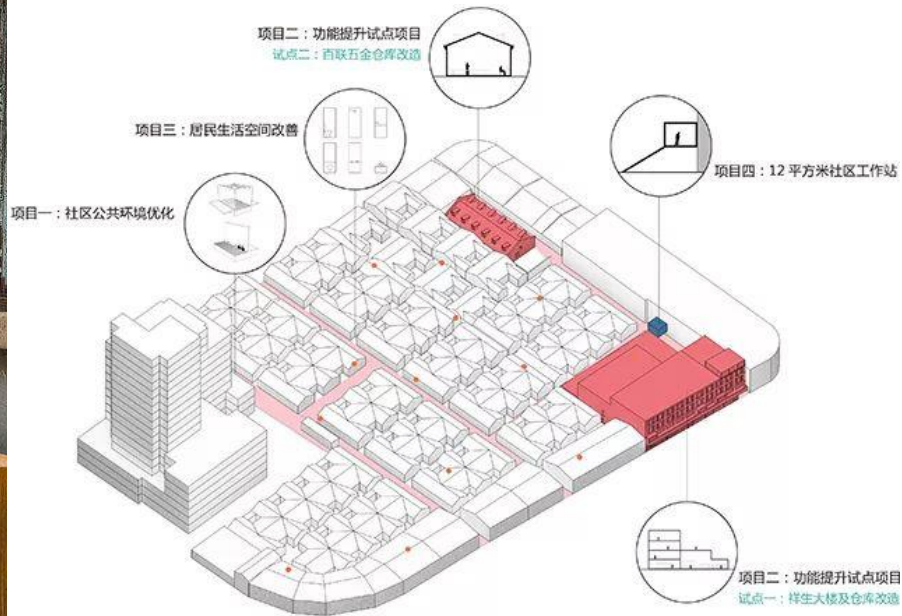 项目二：功能提升试点项目
试点二：百联五金仓库改造
项目三：居民生活空间改善
项目四：12 平方米社区工作站
项目一：社区公共环境优化
项目二：功能提升试点项目
试点一：祥生大楼及仓库改造